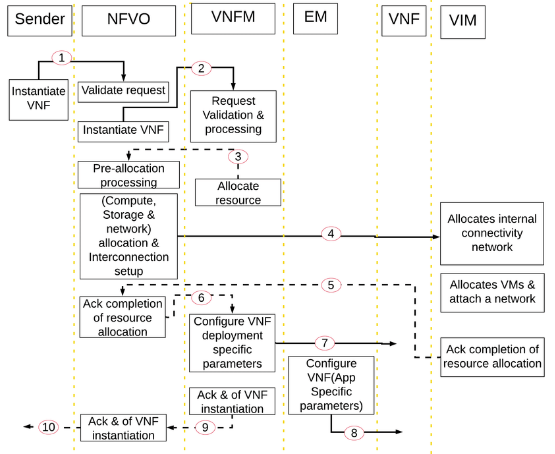 Sender
NFVO
VNFM
EM
VNF
VIM
1
2
Instantiate
VNF
Validate request
Instantiate VNF
Request
Validation &
processing
3
Pre-allocation
processing
Allocate
resource
(Compute,
Storage &
network)
allocation &
Interconnection
setup
4
Allocates internal
connectivity
network
Allocates VMs &
attach a network
5
6
Ack completion
of resource
allocation
Configure VNF
deployment
specific
parameters
7
Ack completion of
resource allocation
Configure
VNF(App
Specific
parameters)
8
Ack & of VNF
instantiation
9
Ack & of VNF
instantiation
10